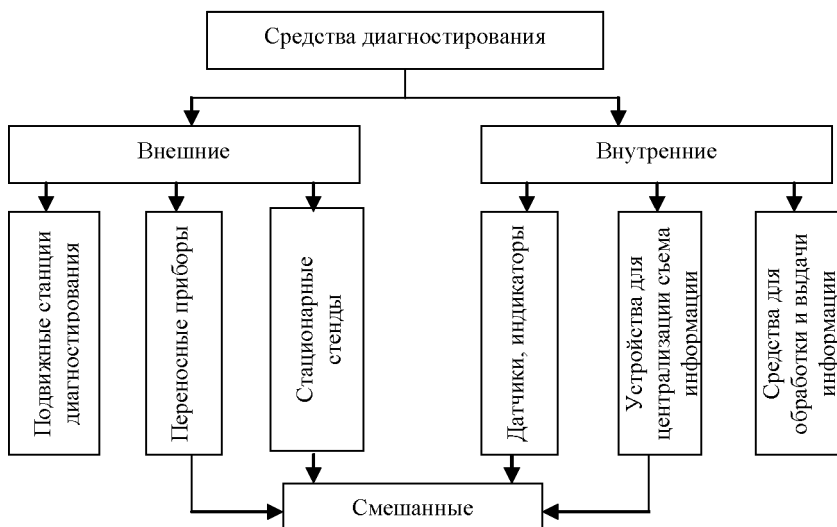 Средства диагностирования
Внешние
Внутренние
Подвижные станции
диагностирования
Переносные приборы
Стационарные
стенды
Датчики, индикаторы
Устройства для
централизации съема
информации
Средства для
обработки и выдачи
информации
Смешанные